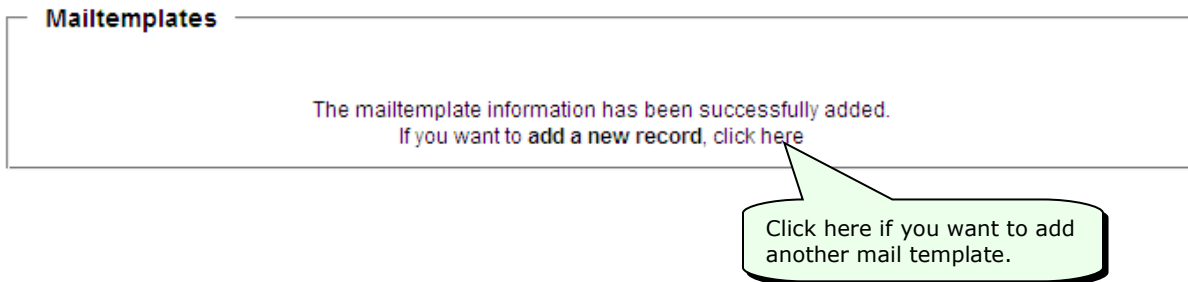 Mailtemplates
The mailtemplate information has been successfully added.
If you want to add a new record, click here
Click here if you want to add
another mail template.